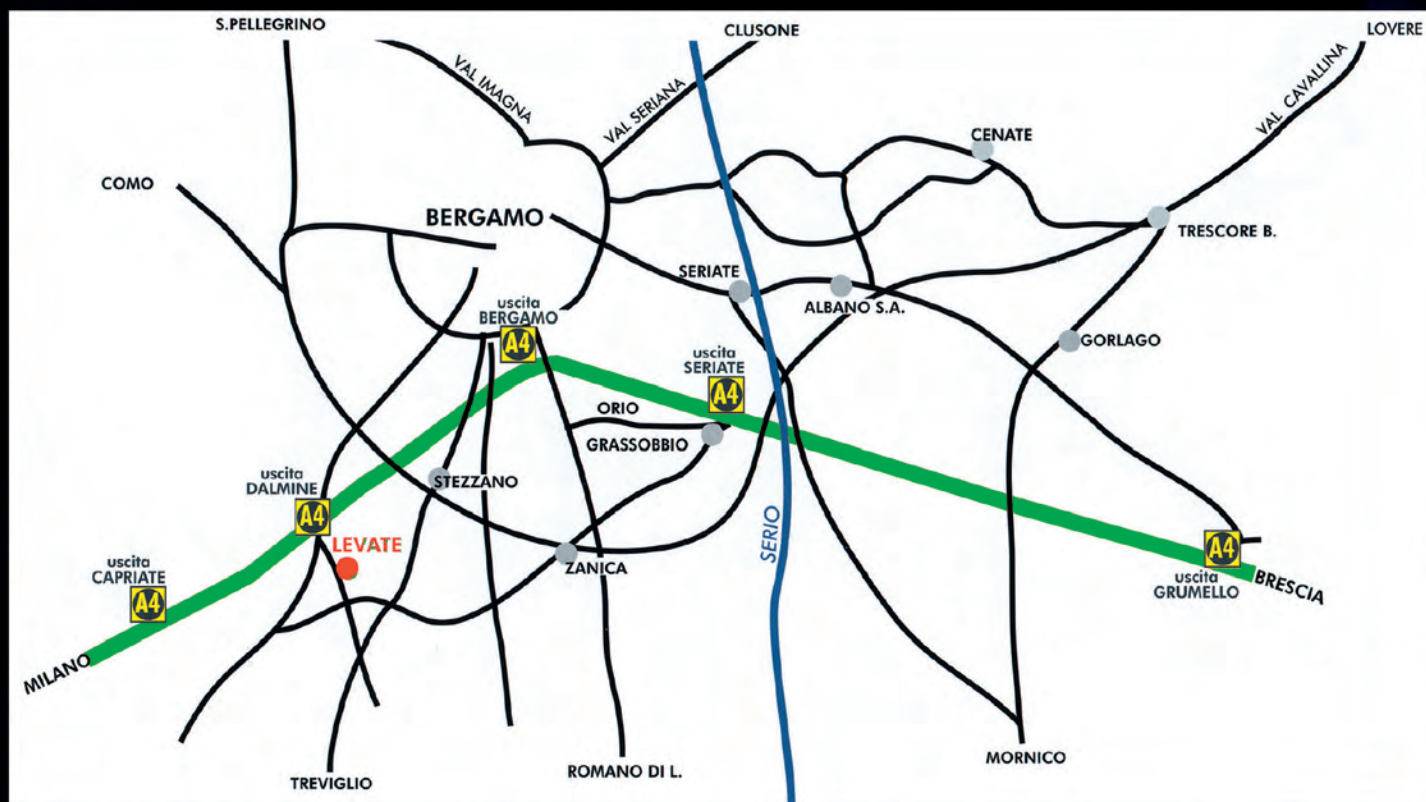 S.PELLEGRINO
CLUSONE
LOVERE
VAL IMAGNA
VAL SERIANA
VAL CAVALLINA
CENATE
COMO
BERGAMO
TRESCORE B.
SERIATE
ALBANO S.A.
uscita
BERGAMO
A4
GORLAGO
uscita
SERIATE
A4
ORIO
GRASSOBBIO
uscita
DALMINE
A4
STEZZANO
SERIO
LEVATE
uscita
CAPRIATE
A4
ZANICA
A4
uscita
GRUMELLO
BRESCIA
MILANO
TREVIGLIO
ROMANO DI L.
MORNICO